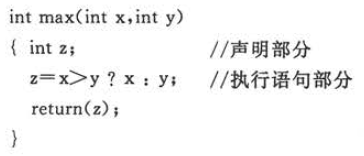 int max(int x,int y)
{ int z; //声明部分
z=x>y ? x : y; //执行语句部分
return(z);
}